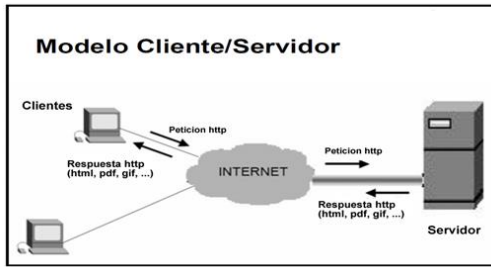 Modelo Cliente/Servidor
Clientes
Peticion http
Respuesta http
(html, pdf, gif, ...)
INTERNET
Peticion http
Respuesta http
(html, pdf, gif, ...)
Servidor